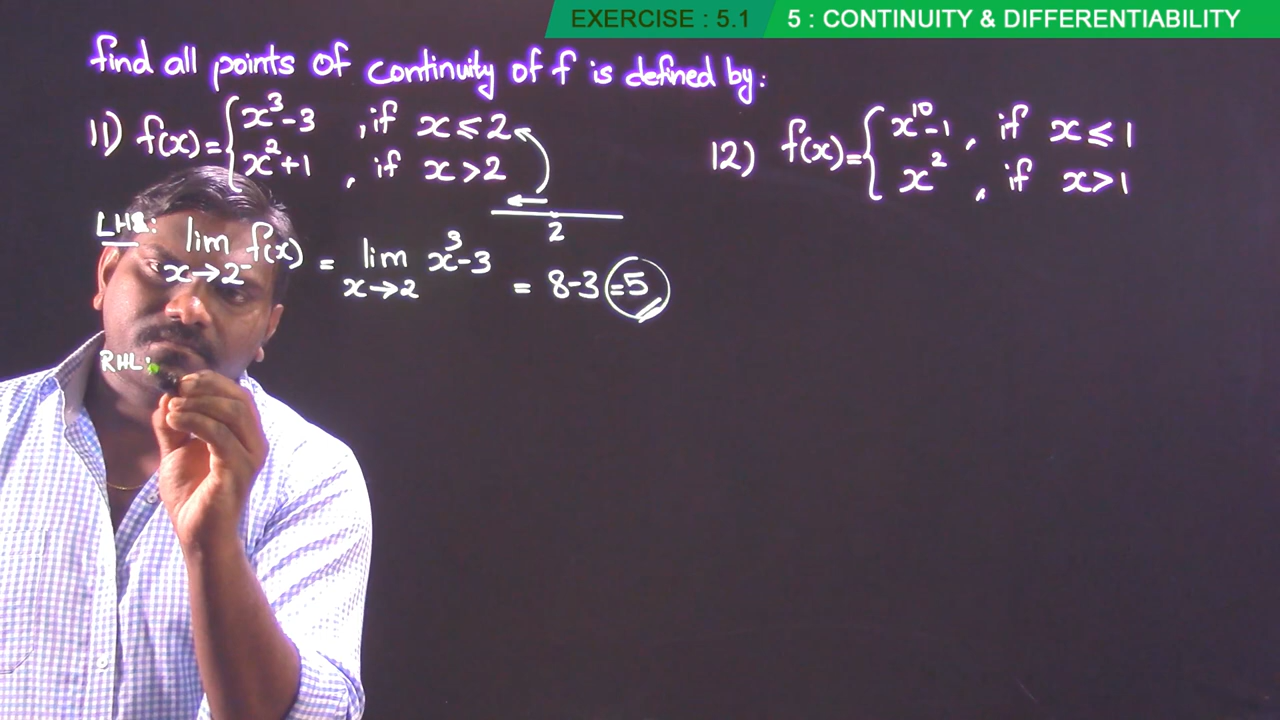 EXERCISE : 5.1 5 : CONTINUITY & DIFFERENTIABILITY
find all points of continuity of f is defined by:
11) f(x)= { x³-3 , if x ≤ 2
x²+1 , if x > 2
12) f(x)= { x¹⁰-1 , if x ≤ 1
x² , if x > 1
2
LHL: lim x→2⁻ f(x) = lim x→2 x³-3 = 8-3 = 5
RHL: